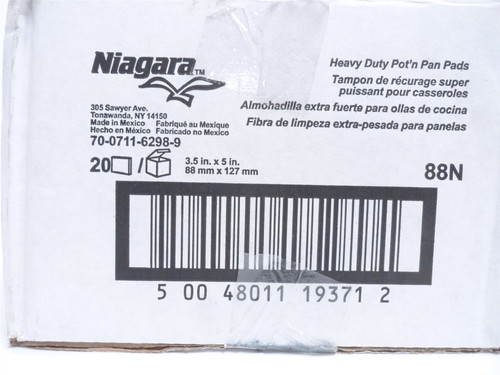 Niagara™
Heavy Duty Pot'n Pan Pads
Tampon de récurage super
puissant pour casseroles
Almohadilla extra fuerte para ollas de cocina
Fibra de limpeza extra-pesada para panelas
305 Sawyer Ave.
Tonawanda, NY 14150
Made in Mexico Fabriqué au Mexique
Hecho en México Fabricado no Mexico
70-0711-6298-9
20 / 3.5 in. x 5 in.
88 mm x 127 mm
88N
5 00 48011 19371 2